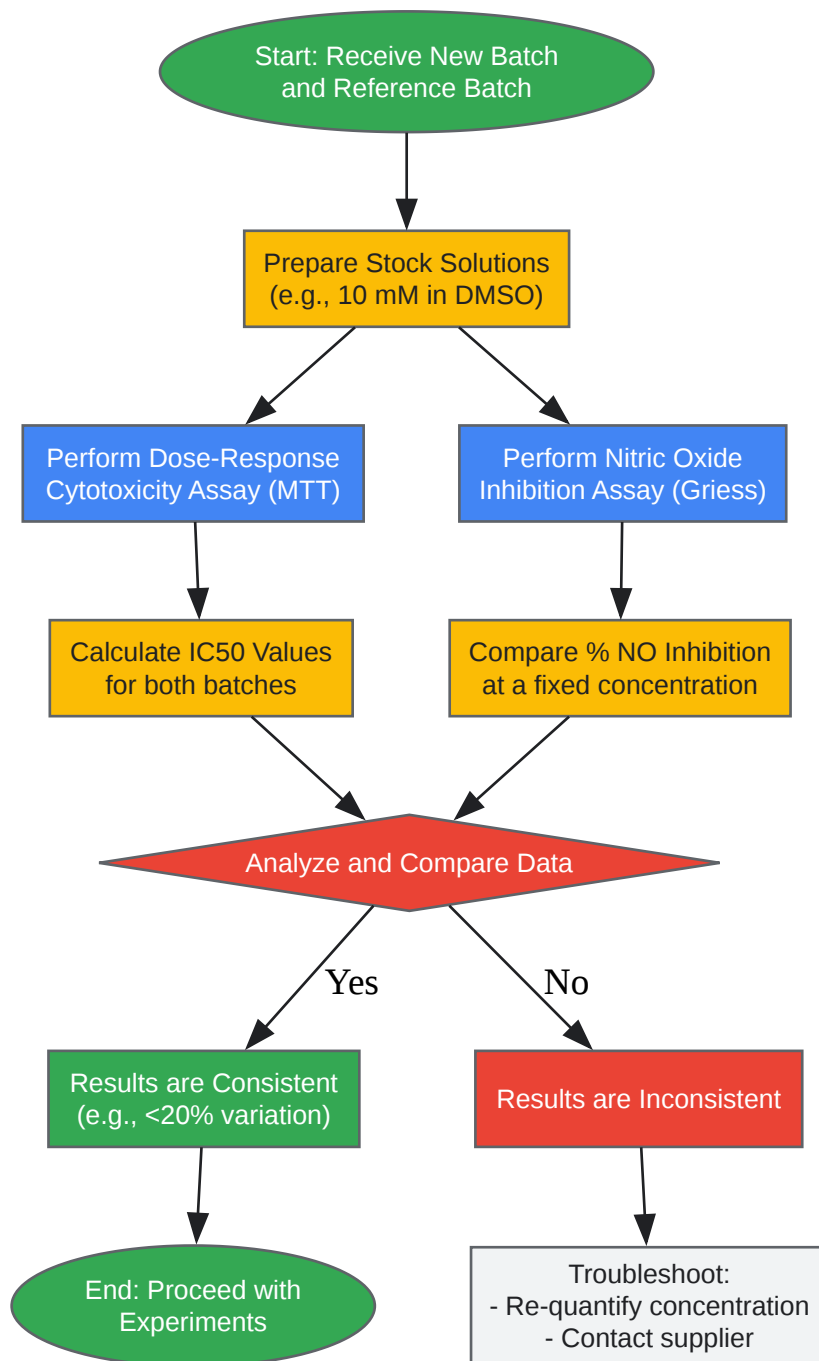 Start: Receive New Batch
and Reference Batch
Prepare Stock Solutions
(e.g., 10 mM in DMSO)
Perform Dose-Response
Cytotoxicity Assay (MTT)
Perform Nitric Oxide
Inhibition Assay (Griess)
Calculate IC50 Values
for both batches
Compare % NO Inhibition
at a fixed concentration
Analyze and Compare Data
Yes
No
Results are Consistent
(e.g., <20% variation)
Results are Inconsistent
End: Proceed with
Experiments
Troubleshoot:
- Re-quantify concentration
- Contact supplier